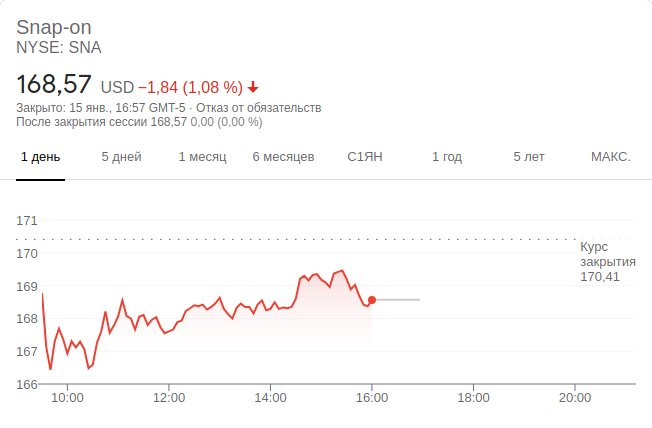 Snap-on
NYSE: SNA
168,57 USD −1,84 (1,08 %)
Закрыто: 15 янв., 16:57 GMT-5 · Отказ от обязательств
После закрытия сессии 168,57 0,00 (0,00 %)
1 день 5 дней 1 месяц 6 месяцев С1ЯН 1 год 5 лет МАКС.
171
170
169
168
167
166
Курс
закрытия
170,41
10:00 12:00 14:00 16:00 18:00 20:00